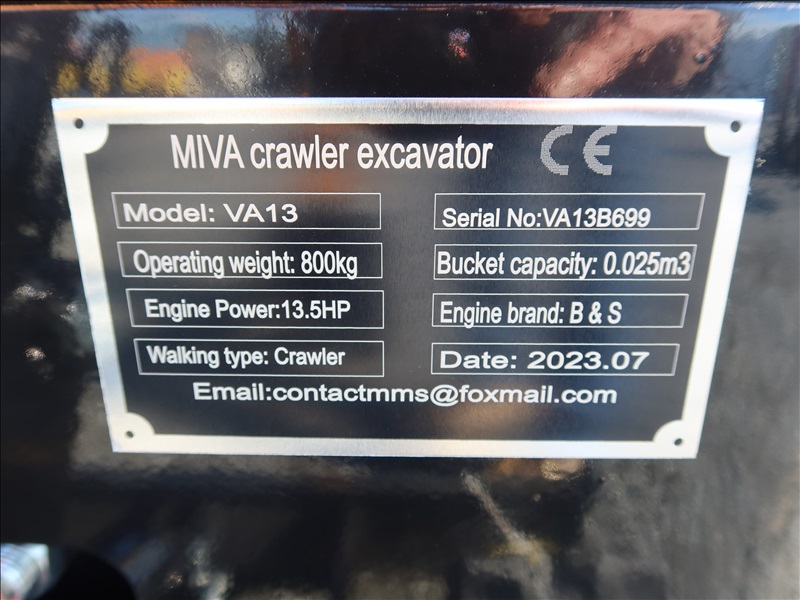 MIVA crawler excavator CE
Model: VA13
Serial No:VA13B699
Operating weight: 800kg
Bucket capacity: 0.025m3
Engine Power:13.5HP
Engine brand: B & S
Walking type: Crawler
Date: 2023.07
Email:contactmms@foxmail.com